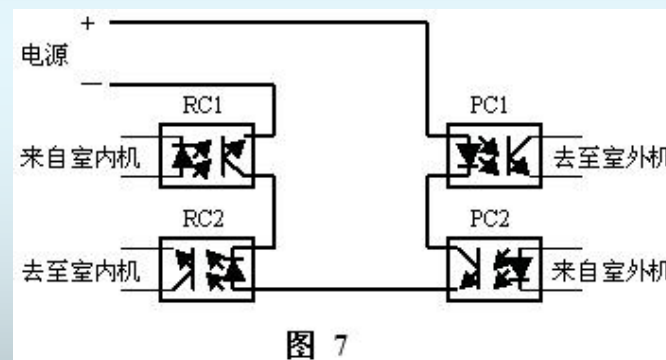 +
电源
—
RC1 PC1
来自室内机 去至室外机
RC2 PC2
去至室内机 来自室外机
图 7